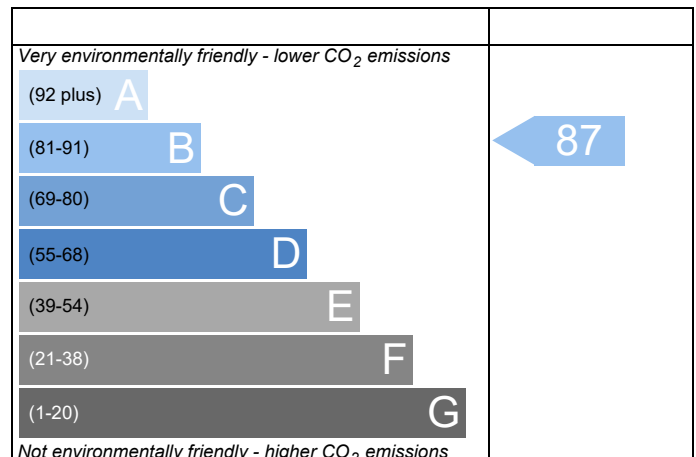 Very environmentally friendly - lower CO₂ emissions
(92 plus) A
(81-91) B
87
(69-80) C
(55-68) D
(39-54) E
(21-38) F
(1-20) G
Not environmentally friendly - higher CO₂ emissions